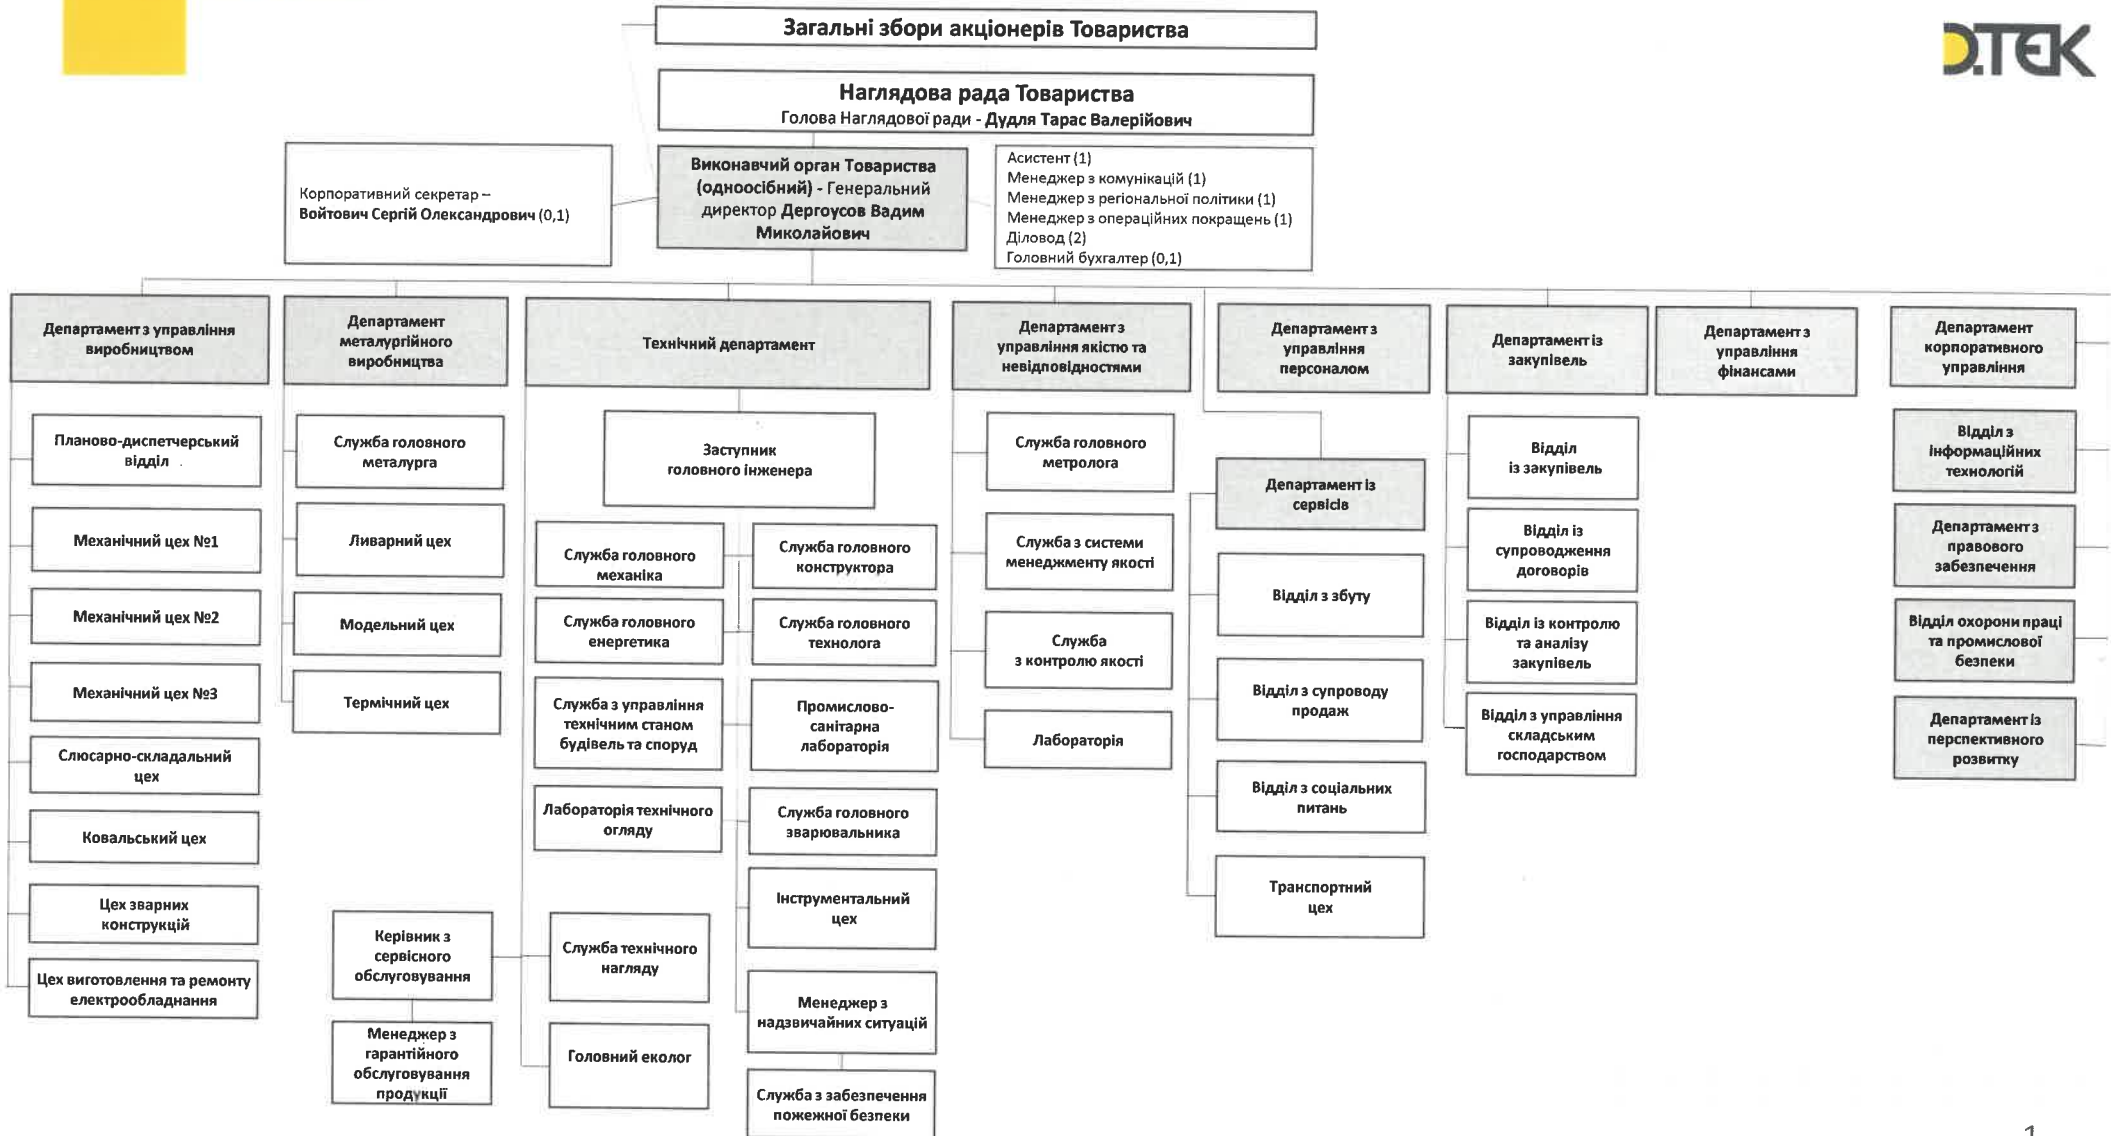 Загальні збори акціонерів Товариства
Д.ТЕК
Наглядова рада Товариства
Голова Наглядової ради - Дудля Тарас Валерійович
Корпоративний секретар –
Войтович Сергій Олександрович (0,1)
Виконавчий орган Товариства
(одноосібний) - Генеральний
директор Дергоусов Вадим
Миколайович
Асистент (1)
Менеджер з комунікацій (1)
Менеджер з регіональної політики (1)
Менеджер з операційних покращень (1)
Діловод (2)
Головний бухгалтер (0,1)
Департамент з управління
виробництвом
Департамент
металургійного
виробництва
Технічний департамент
Департамент з
управління якістю та
невідповідностями
Департамент з
управління
персоналом
Департамент із
закупівель
Департамент з
управління
фінансами
Департамент
корпоративного
управління
Планово-диспетчерський
відділ
Механічний цех №1
Механічний цех №2
Механічний цех №3
Слюсарно-складальний
цех
Ковальський цех
Цех зварних
конструкцій
Цех виготовлення та ремонту
електрообладнання
Служба головного
металурга
Ливарний цех
Модельний цех
Термічний цех
Керівник з
сервісного
обслуговування
Менеджер з
гарантійного
обслуговування
продукції
Заступник
головного інженера
Служба головного
механіка
Служба головного
енергетика
Служба з управління
технічним станом
будівель та споруд
Лабораторія технічного
огляду
Служба технічного
нагляду
Головний еколог
Служба головного
конструктора
Служба головного
технолога
Промислово-
санітарна
лабораторія
Служба головного
зварювальника
Інструментальний
цех
Менеджер з
надзвичайних ситуацій
Служба з забезпечення
пожежної безпеки
Служба головного
метролога
Служба з системи
менеджменту якості
Служба
з контролю якості
Лабораторія
Департамент із
сервісів
Відділ з збуту
Відділ з супроводу
продаж
Відділ з соціальних
питань
Транспортний
цех
Відділ
із закупівель
Відділ із
супроводження
договорів
Відділ із контролю
та аналізу
закупівель
Відділ з управління
складським
господарством
Відділ з
інформаційних
технологій
Департамент з
правового
забезпечення
Відділ охорони праці
та промислової
безпеки
Департамент із
перспективного
розвитку
1